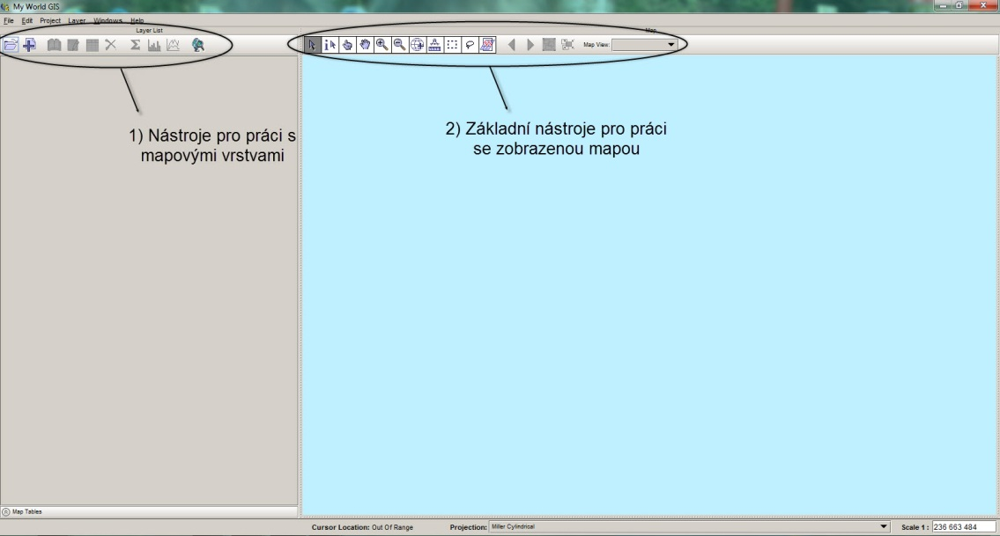 My World GIS
File Edit Project Layer Windows Help
Layer List
Map
Map View:
1) Nástroje pro práci s
mapovými vrstvami
2) Základní nástroje pro práci
se zobrazenou mapou
Map Tables
Cursor Location: Out Of Range Projection: Miller Cylindrical Scale 1 : 236 663 484